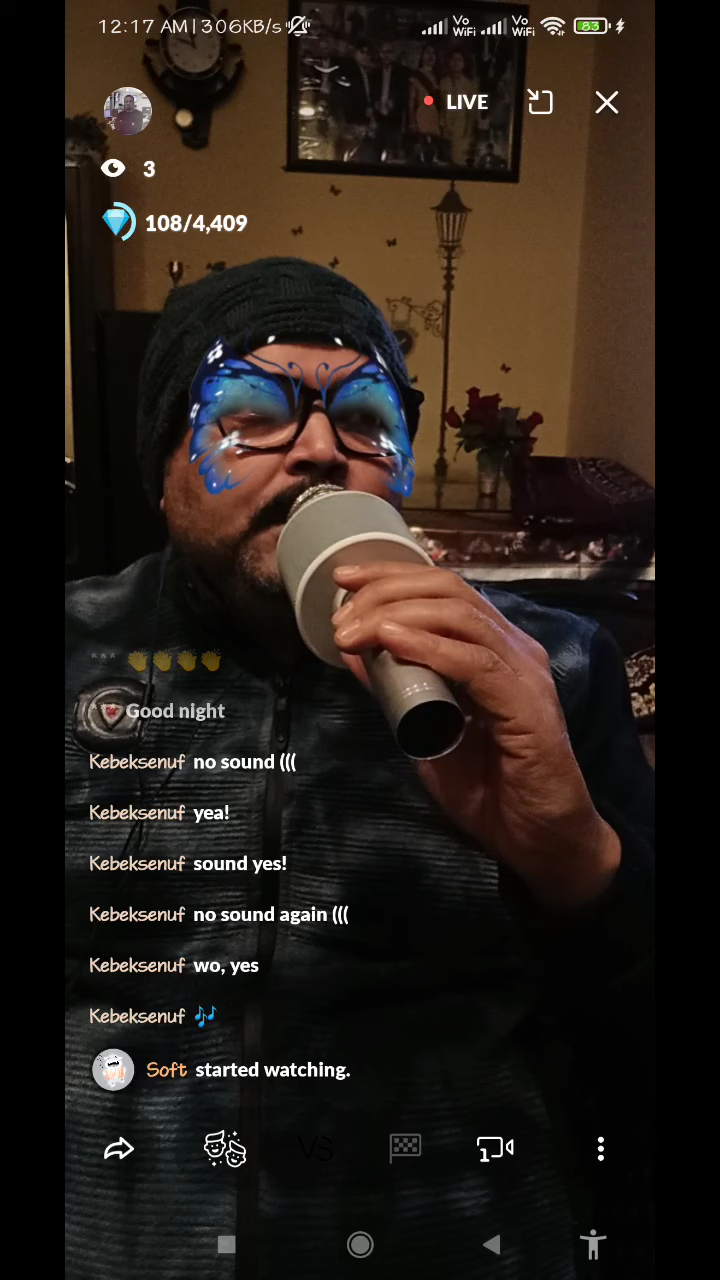 12:17 AM | 306KB/s Vo WiFi Vo WiFi 83
LIVE
3
108/4,409
*** 👏👏👏👏
Good night
Kebeksenuf no sound (((
Kebeksenuf yea!
Kebeksenuf sound yes!
Kebeksenuf no sound again (((
Kebeksenuf wo, yes
Kebeksenuf 🎶
Soft started watching.
VS
1